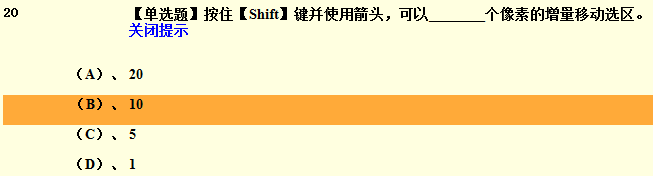 20 【单选题】按住【Shift】键并使用箭头，可以_______个像素的增量移动选区。
关闭提示
（A）、 20
（B）、 10
（C）、 5
（D）、 1